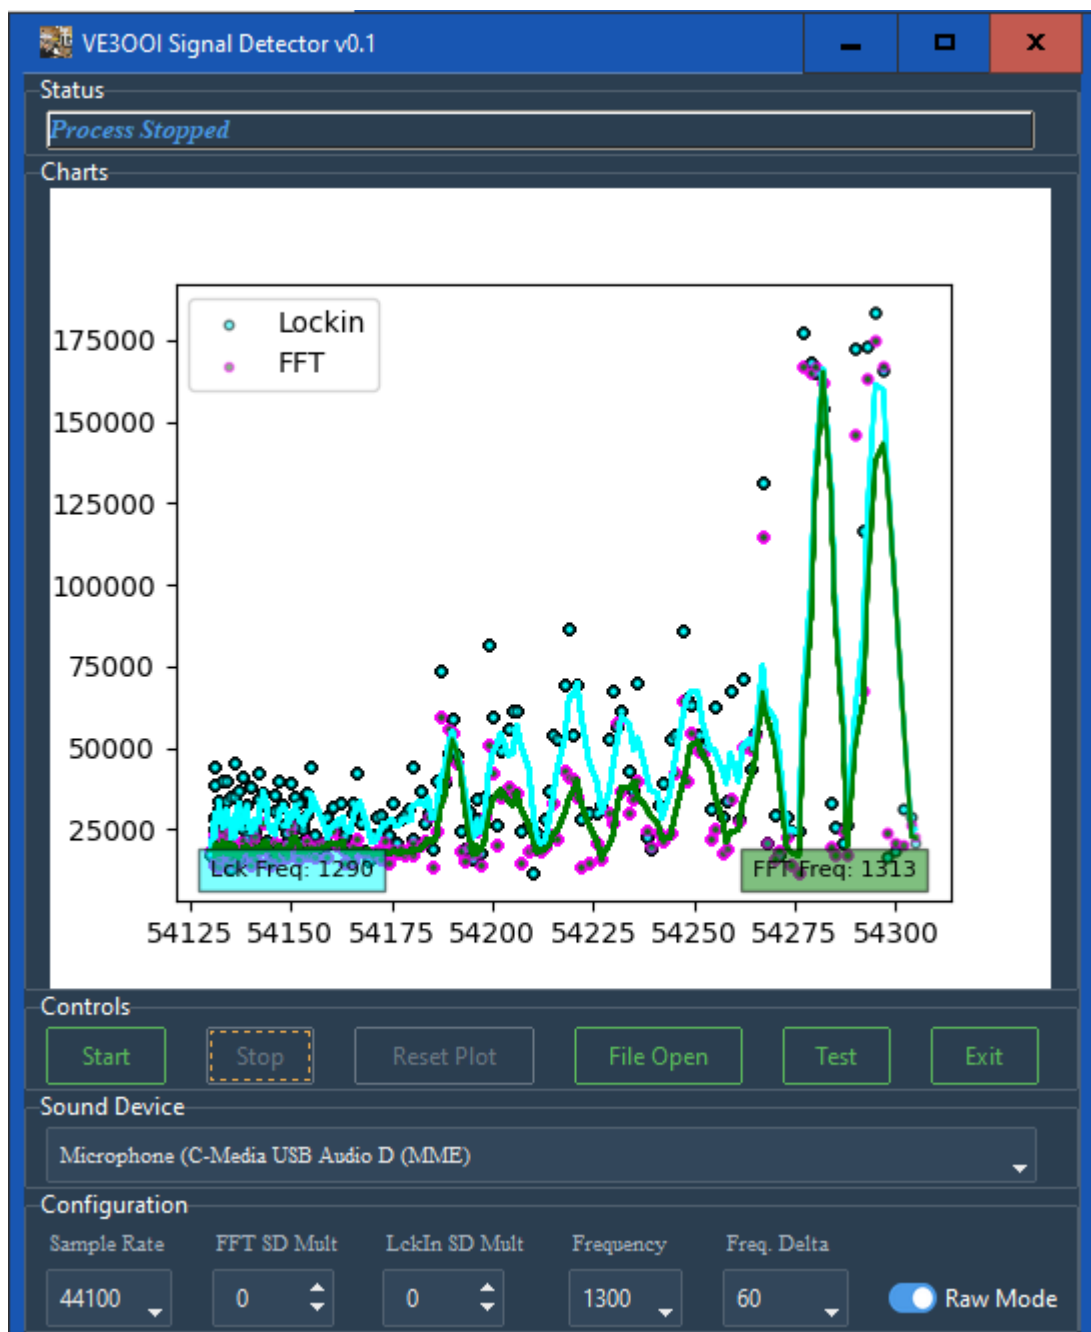 VE3OOI Signal Detector v0.1
Status
Process Stopped
Charts
Lockin
FFT
175000
150000
125000
100000
75000
50000
25000
Lck Freq: 1290
FFT Freq: 1313
54125 54150 54175 54200 54225 54250 54275 54300
Controls
Start Stop Reset Plot File Open Test Exit
Sound Device
Microphone (C-Media USB Audio D (MME)
Configuration
Sample Rate FFT SD Mult LckIn SD Mult Frequency Freq. Delta
44100 0 0 1300 60 Raw Mode